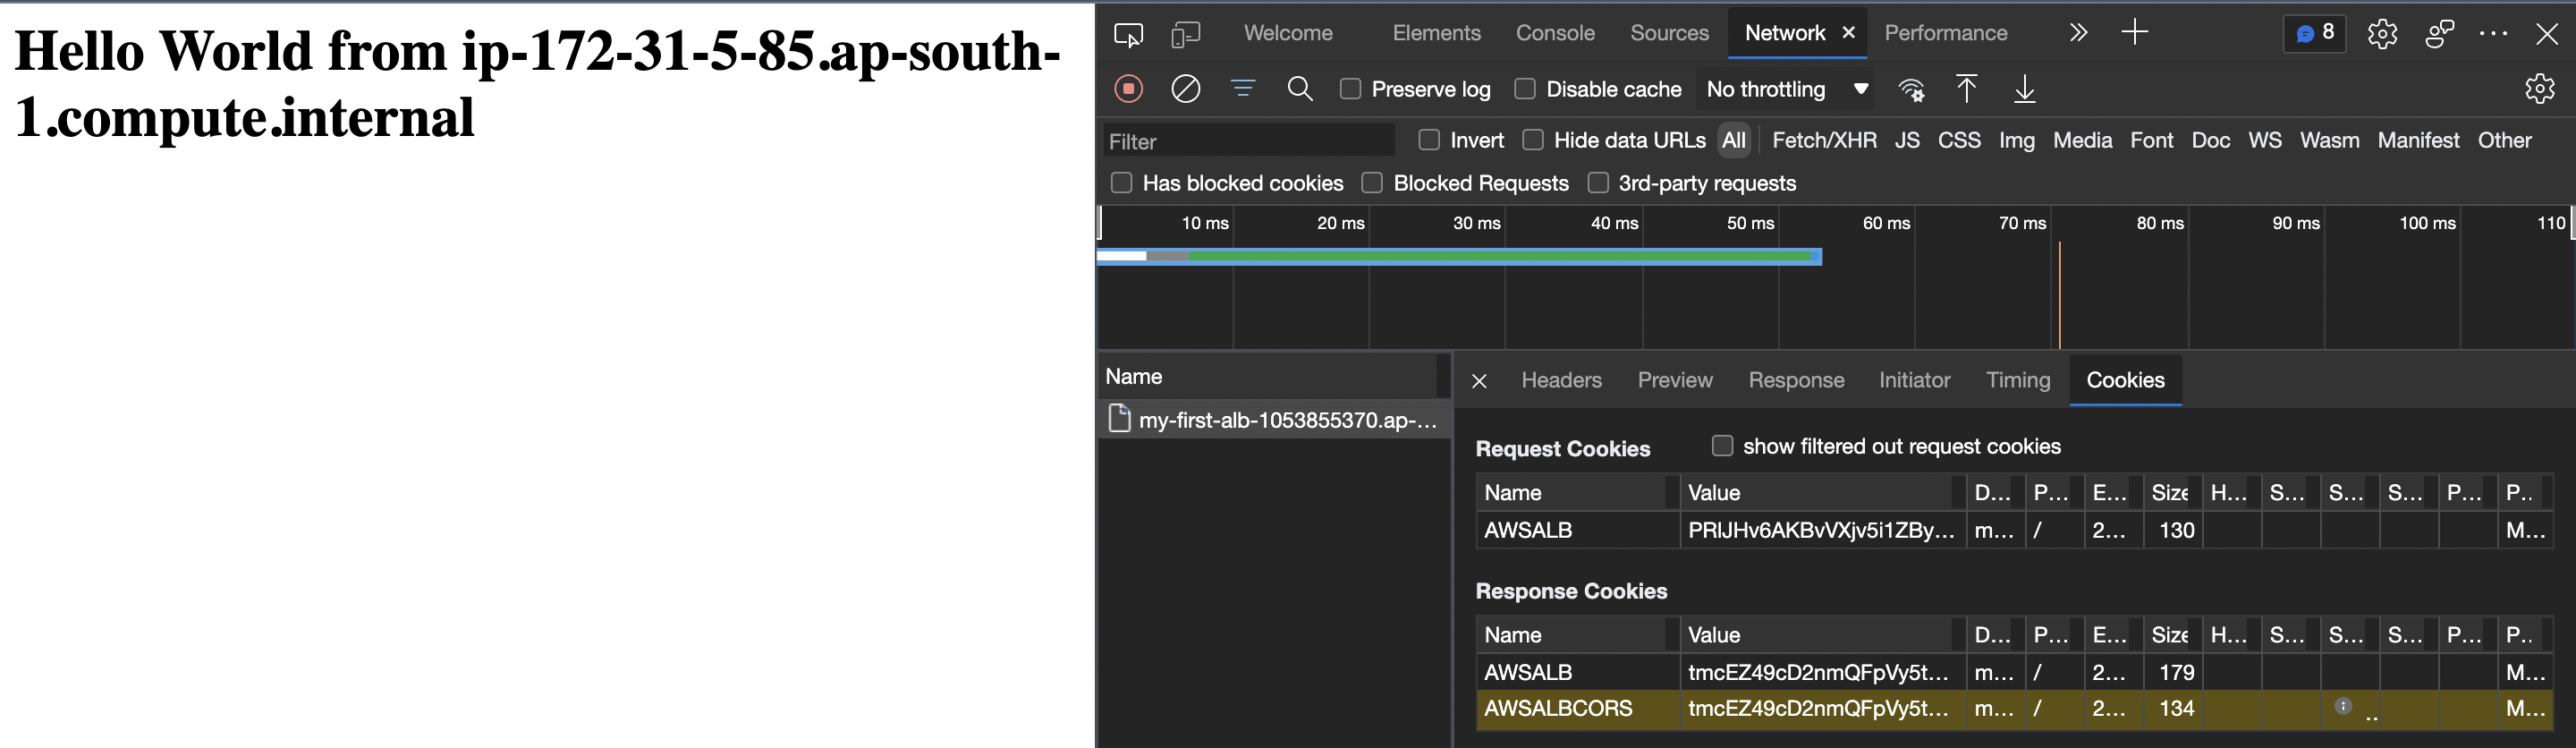 Hello World from ip-172-31-5-85.ap-south-
1.compute.internal
Welcome Elements Console Sources Network Performance 8
Preserve log Disable cache No throttling
Filter Invert Hide data URLs All Fetch/XHR JS CSS Img Media Font Doc WS Wasm Manifest Other
Has blocked cookies Blocked Requests 3rd-party requests
10 ms 20 ms 30 ms 40 ms 50 ms 60 ms 70 ms 80 ms 90 ms 100 ms 110
Name
my-first-alb-1053855370.ap-...
Headers Preview Response Initiator Timing Cookies
Request Cookies show filtered out request cookies
Name Value D... P... E... Size H... S... S... S... P... P..
AWSALB PRlJHv6AKBvVXjv5i1ZBy... m... / 2... 130 M...
Response Cookies
Name Value D... P... E... Size H... S... S... S... P... P..
AWSALB tmcEZ49cD2nmQFpVy5t... m... / 2... 179 M...
AWSALBCORS tmcEZ49cD2nmQFpVy5t... m... / 2... 134 .. M...